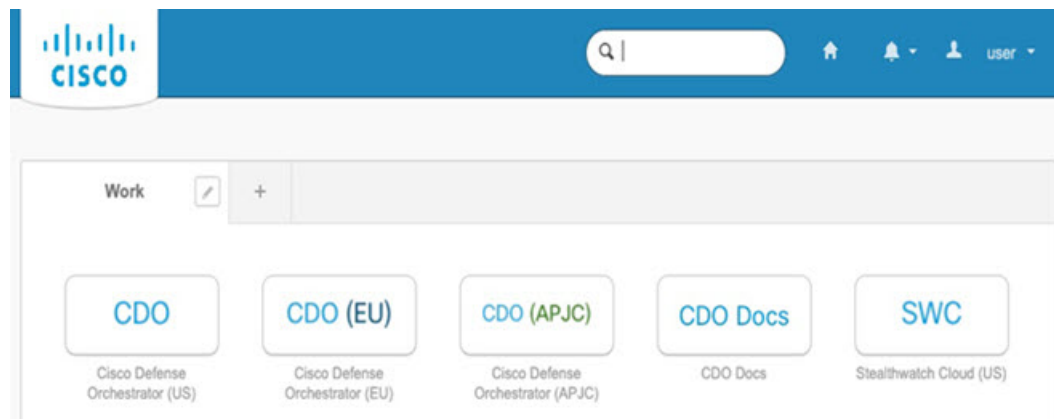 CISCO
user
Work
+
CDO
CDO (EU)
CDO (APJC)
CDO Docs
SWC
Cisco Defense
Orchestrator (US)
Cisco Defense
Orchestrator (EU)
Cisco Defense
Orchestrator (APJC)
CDO Docs
Stealthwatch Cloud (US)